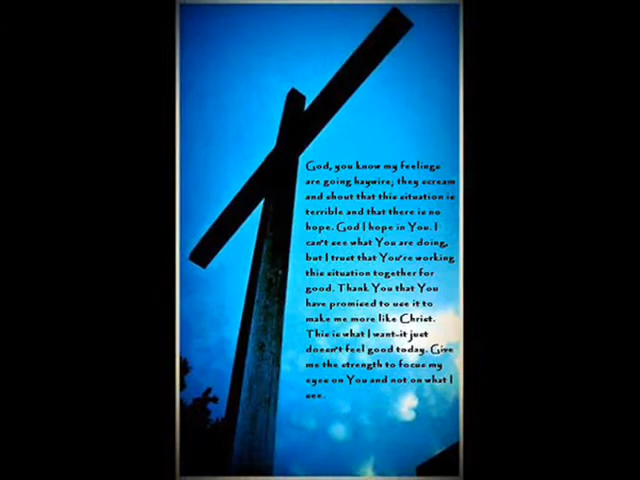 God, you know my feelings
are going haywire; they scream
and shout that this situation is
terrible and that there is no
hope. God I hope in You. I
can't see what You are doing,
but I trust that You're working
this situation together for
good. Thank You that You
have promised to use it to
make me more like Christ.
This is what I want-it just
doesn't feel good today. Give
me the strength to focus my
eyes on You and not on what I
see.